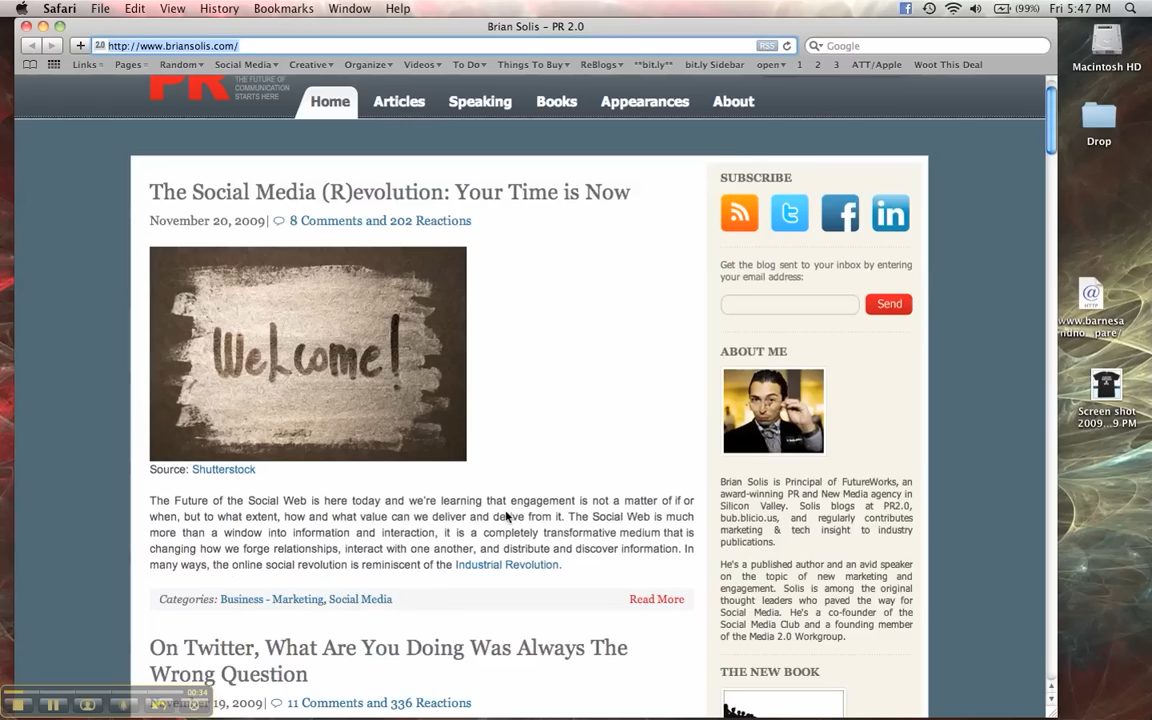 Safari File Edit View History Bookmarks Window Help (99%) Fri 5:47 PM
Brian Solis – PR 2.0
2.0 http://www.briansolis.com/ RSS Google
Links Pages Random Social Media Creative Organize Videos To Do Things To Buy ReBlogs **bit.ly** bit.ly Sidebar open 1 2 3 ATT/Apple Woot This Deal
Macintosh HD
PR THE FUTURE OF
COMMUNICATION
STARTS HERE
Home Articles Speaking Books Appearances About
Drop
The Social Media (R)evolution: Your Time is Now
November 20, 2009| 8 Comments and 202 Reactions
Welcome!
Source: Shutterstock
The Future of the Social Web is here today and we're learning that engagement is not a matter of if or
when, but to what extent, how and what value can we deliver and derive from it. The Social Web is much
more than a window into information and interaction, it is a completely transformative medium that is
changing how we forge relationships, interact with one another, and distribute and discover information. In
many ways, the online social revolution is reminiscent of the Industrial Revolution.
Categories: Business - Marketing, Social Media Read More
On Twitter, What Are You Doing Was Always The
Wrong Question
November 19, 2009| 11 Comments and 336 Reactions
00:34
SUBSCRIBE
Get the blog sent to your inbox by entering
your email address:
Send
ABOUT ME
Brian Solis is Principal of FutureWorks, an
award-winning PR and New Media agency in
Silicon Valley. Solis blogs at PR2.0,
bub.blicio.us, and regularly contributes
marketing & tech insight to industry
publications.
He's a published author and an avid speaker
on the topic of new marketing and
engagement. Solis is among the original
thought leaders who paved the way for
Social Media. He's a co-founder of the
Social Media Club and a founding member
of the Media 2.0 Workgroup.
THE NEW BOOK
HTTP
www.barnesa
ndno...pare/
Screen shot
2009...9 PM